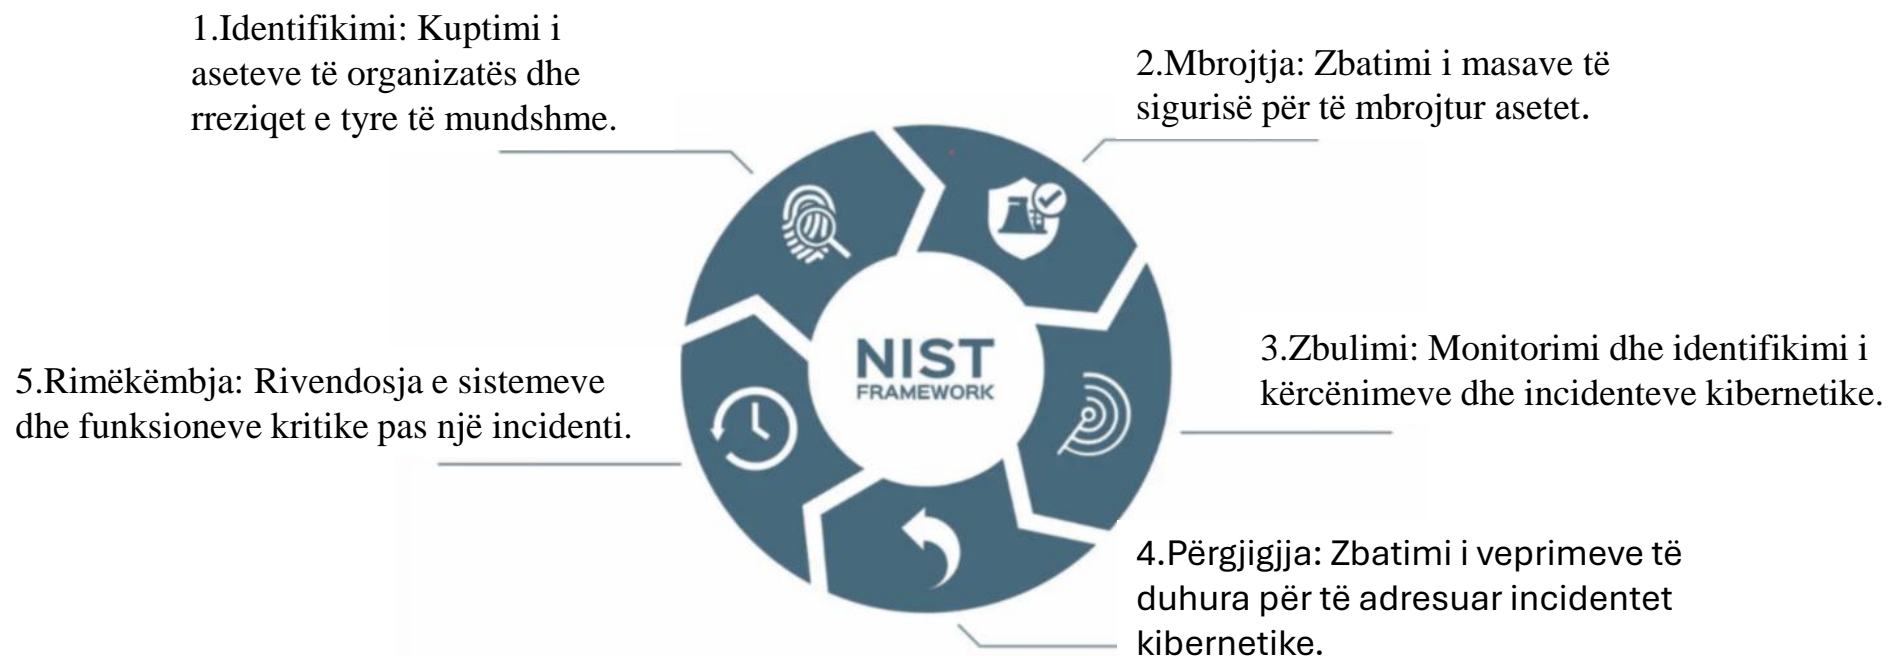 1.Identifikimi: Kuptimi i
aseteve të organizatës dhe
rreziqet e tyre të mundshme.
2.Mbrojtja: Zbatimi i masave të
sigurisë për të mbrojtur asetet.
3.Zbulimi: Monitorimi dhe identifikimi i
kërcënimeve dhe incidenteve kibernetike.
4.Përgjigjja: Zbatimi i veprimeve të
duhura për të adresuar incidentet
kibernetike.
5.Rimëkëmbja: Rivendosja e sistemeve
dhe funksioneve kritike pas një incidenti.
NIST
FRAMEWORK